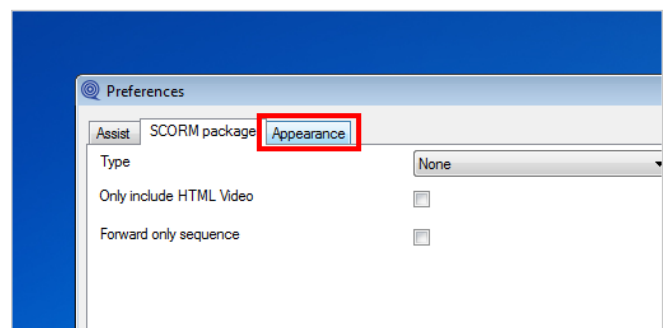 Preferences
Assist SCORM package Appearance
Type None
Only include HTML Video
Forward only sequence